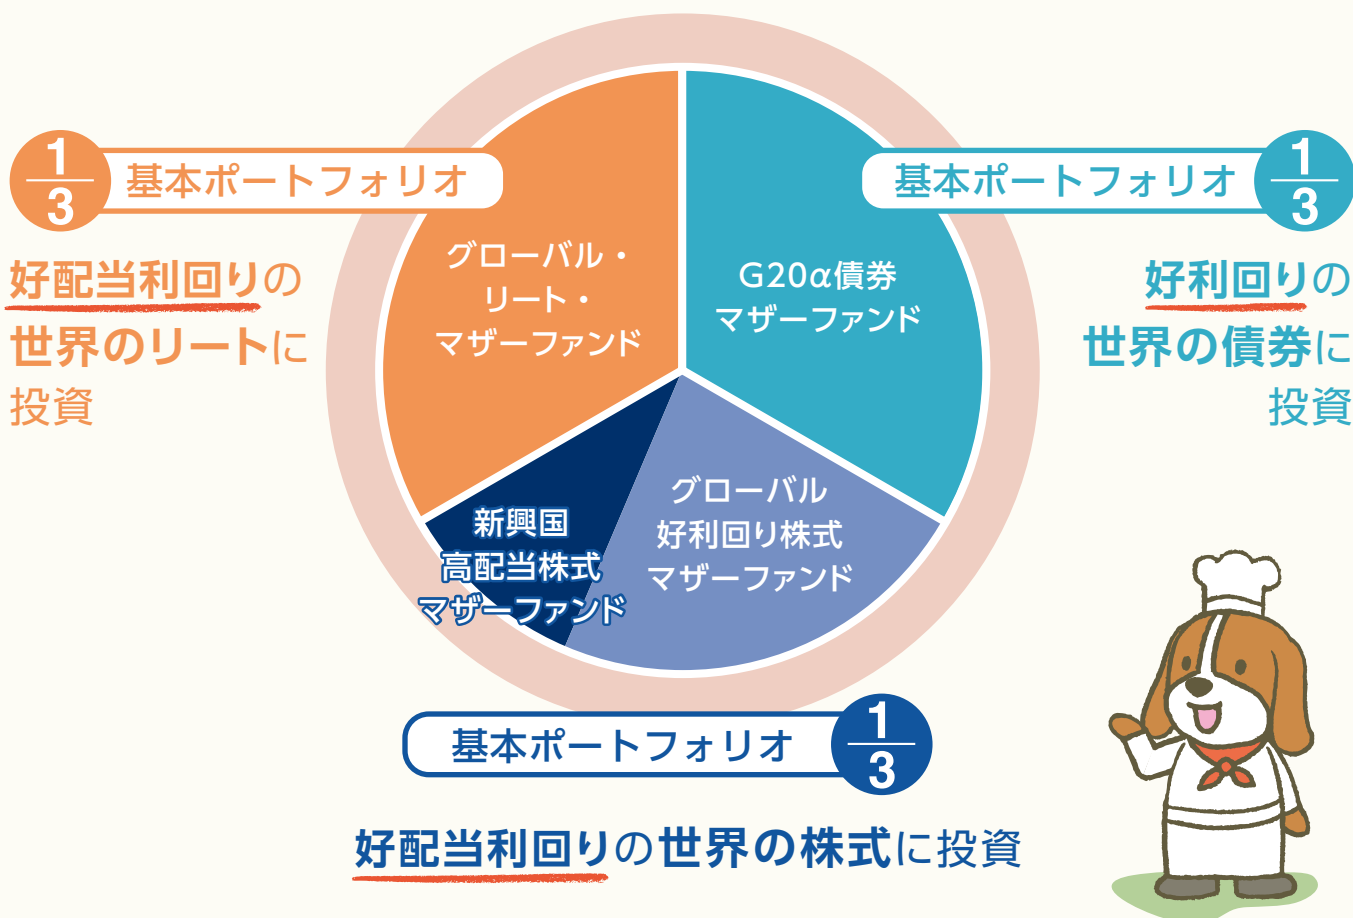 1/3
基本ポートフォリオ
好配当利回りの
世界のリートに
投資
グローバル・
リート・
マザーファンド
基本ポートフォリオ
1/3
好利回りの
世界の債券に
投資
G20α債券
マザーファンド
グローバル
好利回り株式
マザーファンド
新興国
高配当株式
マザーファンド
基本ポートフォリオ
1/3
好配当利回りの世界の株式に投資